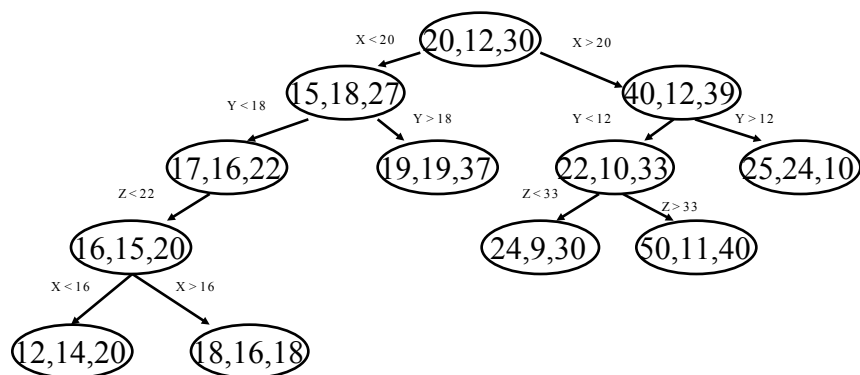 X<20
20,12,30
X>20
15,18,27
40,12,39
Y<18
Y>18
Y<12
Y>12
17,16,22
19,19,37
22,10,33
25,24,10
Z<22
Z<33
Z>33
16,15,20
24,9,30
50,11,40
X<16
X>16
12,14,20
18,16,18